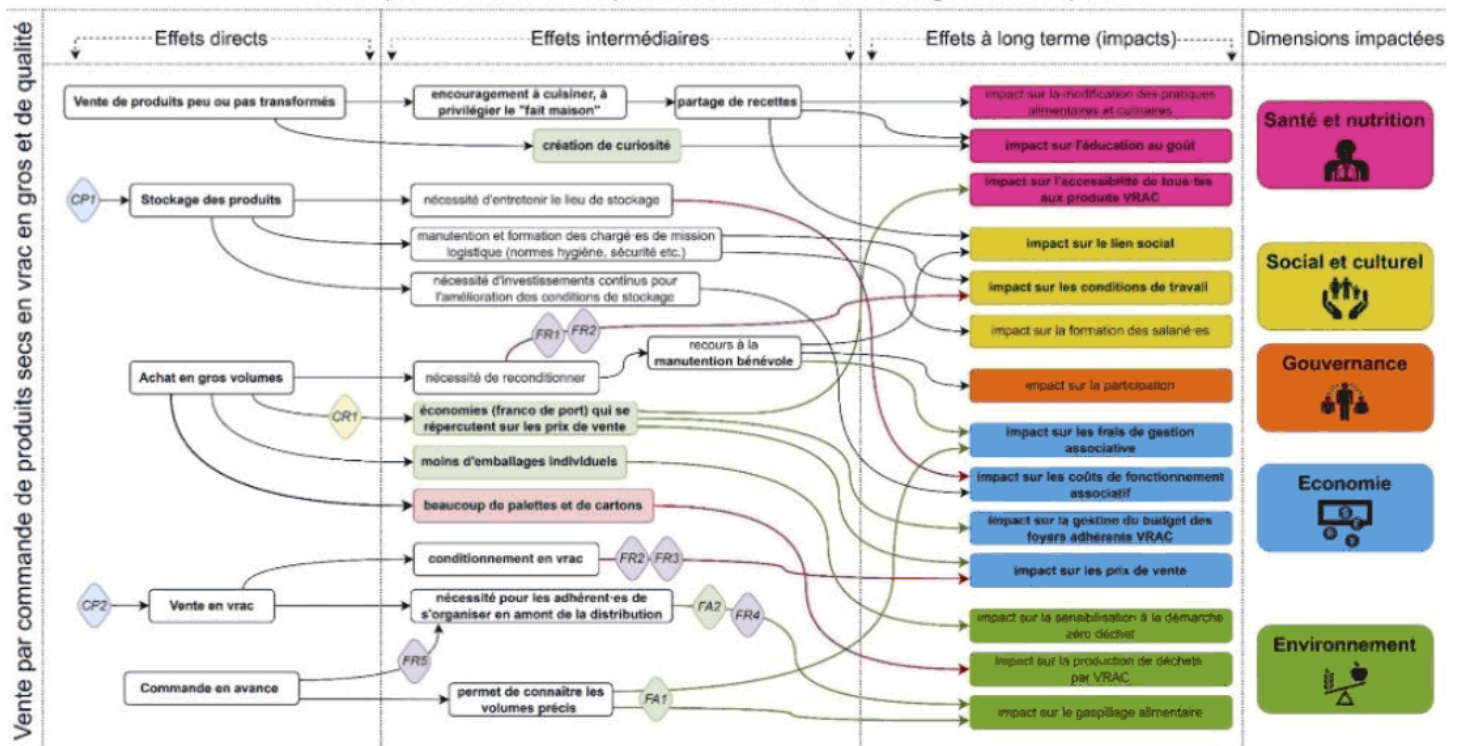 Vente par commande de produits secs en vrac en gros et de qualité
Effets directs
Effets intermédiaires
Effets à long terme (impacts)
Dimensions impactées
Vente de produits peu ou pas transformés
encouragement à cuisiner, à
privilégier le "fait maison"
partage de recettes
création de curiosité
impact sur la modification des pratiques
alimentaires et culinaires
impact sur l'éducation au goût
impact sur l'accessibilité de tous·tes
aux produits VRAC
Santé et nutrition
CP1
Stockage des produits
nécessité d'entretenir le lieu de stockage
manutention et formation des chargé·es de mission
logistique (normes hygiène, sécurité etc.)
nécessité d'investissements continus pour
l'amélioration des conditions de stockage
impact sur le lien social
impact sur les conditions de travail
impact sur la formation des salarié·es
Social et culturel
FR1
FR2
recours à la
manutention bénévole
Achat en gros volumes
nécessité de reconditionner
impact sur la participation
Gouvernance
CR1
économies (franco de port) qui se
répercutent sur les prix de vente
moins d'emballages individuels
beaucoup de palettes et de cartons
impact sur les frais de gestion
associative
impact sur les coûts de fonctionnement
associatif
impact sur la gestion du budget des
foyers adhérents VRAC
impact sur les prix de vente
Economie
conditionnement en vrac
FR2
FR3
CP2
Vente en vrac
nécessité pour les adhérent·es de
s'organiser en amont de la distribution
FA2
FR4
FR5
Commande en avance
permet de connaître les
volumes précis
FA1
impact sur la sensibilisation à la démarche
zéro déchet
impact sur la production de déchets
par VRAC
impact sur le gaspillage alimentaire
Environnement